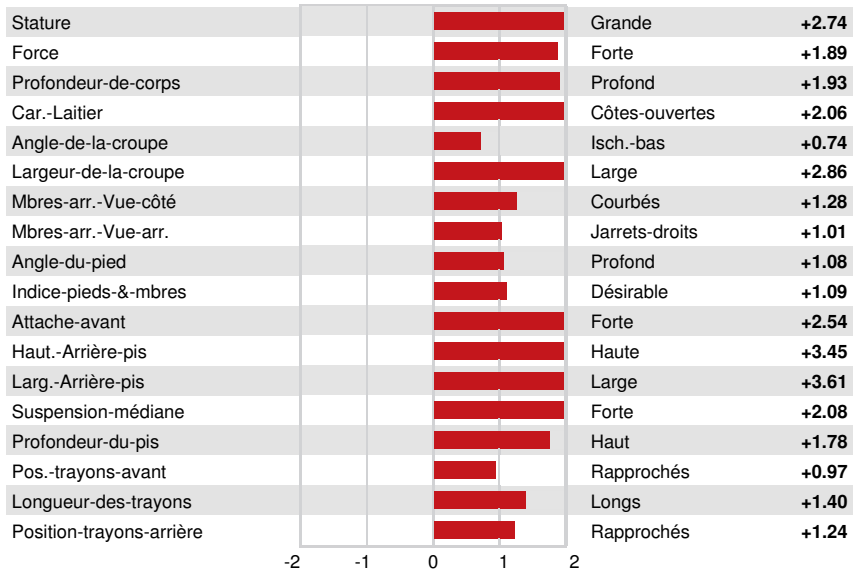 Stature Grande +2.74
Force Forte +1.89
Profondeur-de-corps Profond +1.93
Car.-Laitier Côtes-ouvertes +2.06
Angle-de-la-croupe Isch.-bas +0.74
Largeur-de-la-croupe Large +2.86
Mbres-arr.-Vue-côté Courbés +1.28
Mbres-arr.-Vue-arr. Jarrets-droits +1.01
Angle-du-pied Profond +1.08
Indice-pieds-&-mbres Désirable +1.09
Attache-avant Forte +2.54
Haut.-Arrière-pis Haute +3.45
Larg.-Arrière-pis Large +3.61
Suspension-médiane Forte +2.08
Profondeur-du-pis Haut +1.78
Pos.-trayons-avant Rapprochés +0.97
Longueur-des-trayons Longs +1.40
Position-trayons-arrière Rapprochés +1.24
-2 -1 0 1 2